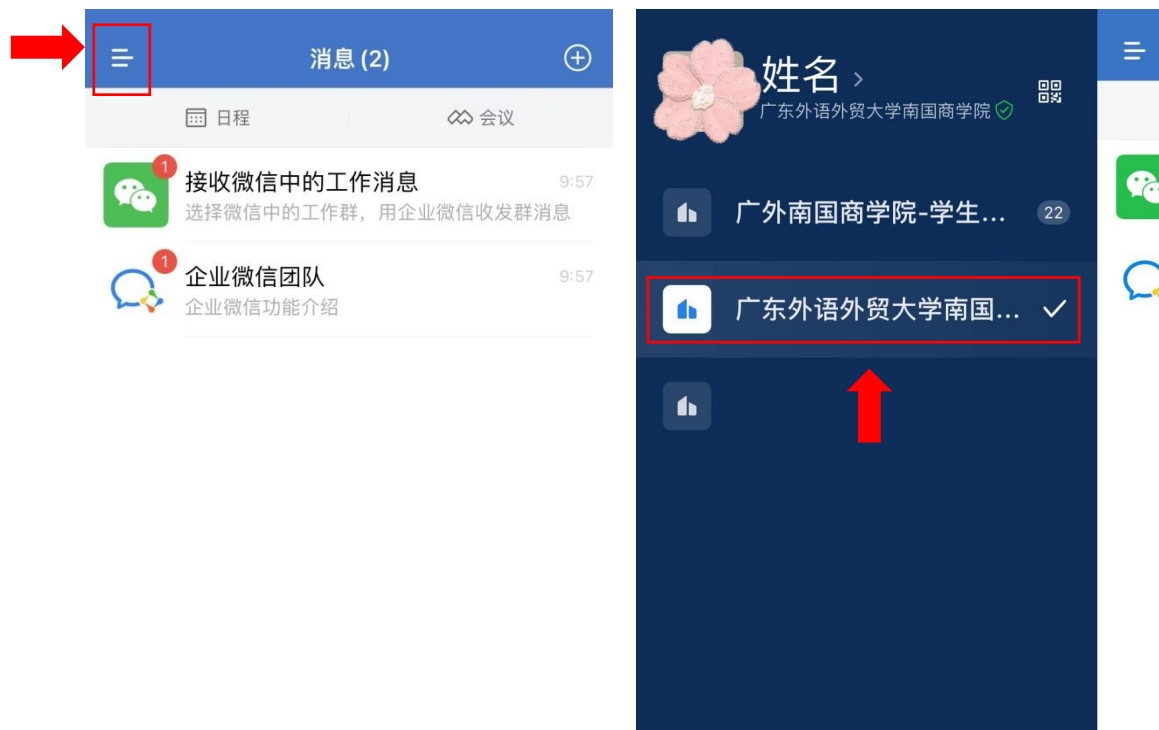 消息 (2)
日程
会议
1
接收微信中的工作消息
9:57
选择微信中的工作群，用企业微信收发群消息
1
企业微信团队
9:57
企业微信功能介绍
姓名
广东外语外贸大学南国商学院
广外南国商学院-学生...
22
广东外语外贸大学南国...